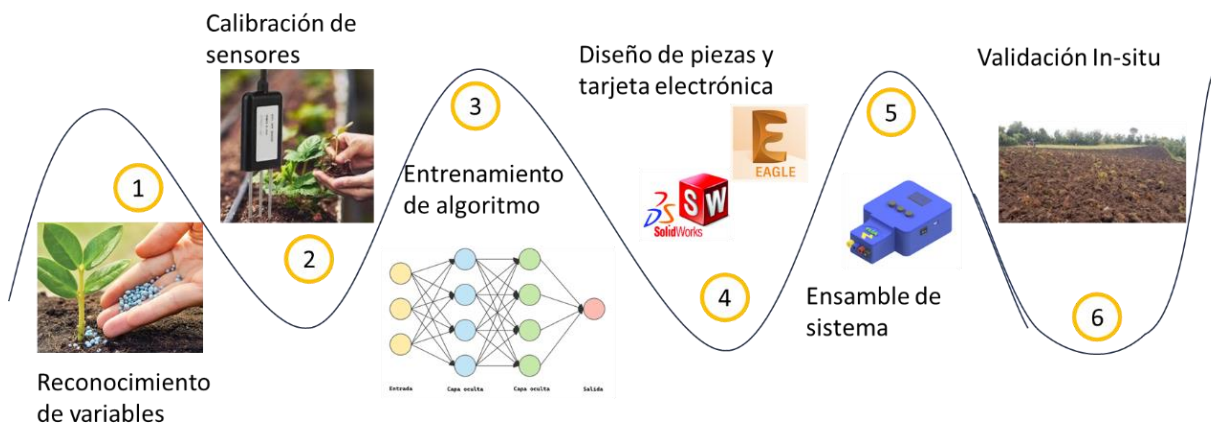 1
Reconocimiento
de variables
Calibración de
sensores
2
3
Entrenamiento
de algoritmo
Entrada
Capa oculta
Capa oculta
Salida
Diseño de piezas y
tarjeta electrónica
SW
SolidWorks
E
EAGLE
4
5
Ensamble de
sistema
Validación In-situ
6